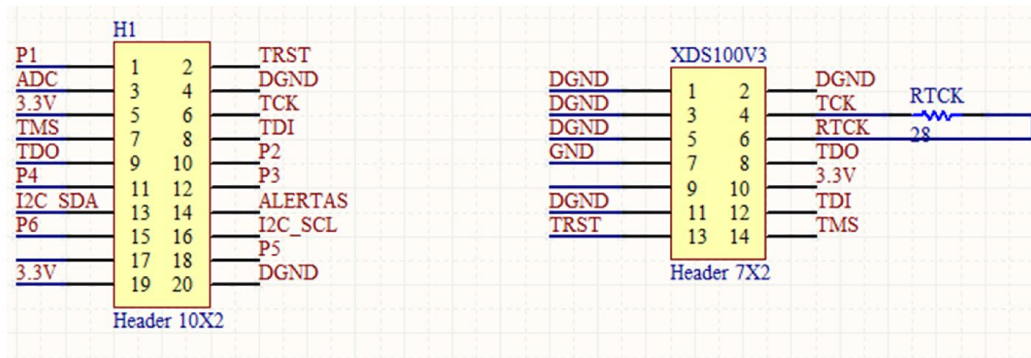 H1
P1 1 2 TRST
ADC 3 4 DGND
3.3V 5 6 TCK
TMS 7 8 TDI
TDO 9 10 P2
P4 11 12 P3
I2C_SDA 13 14 ALERTAS
P6 15 16 I2C_SCL
17 18 P5
3.3V 19 20 DGND
Header 10X2
XDS100V3
DGND 1 2 DGND
DGND 3 4 TCK
RTCK
28
DGND 5 6 RTCK
GND 7 8 TDO
9 10 3.3V
DGND 11 12 TDI
TRST 13 14 TMS
Header 7X2